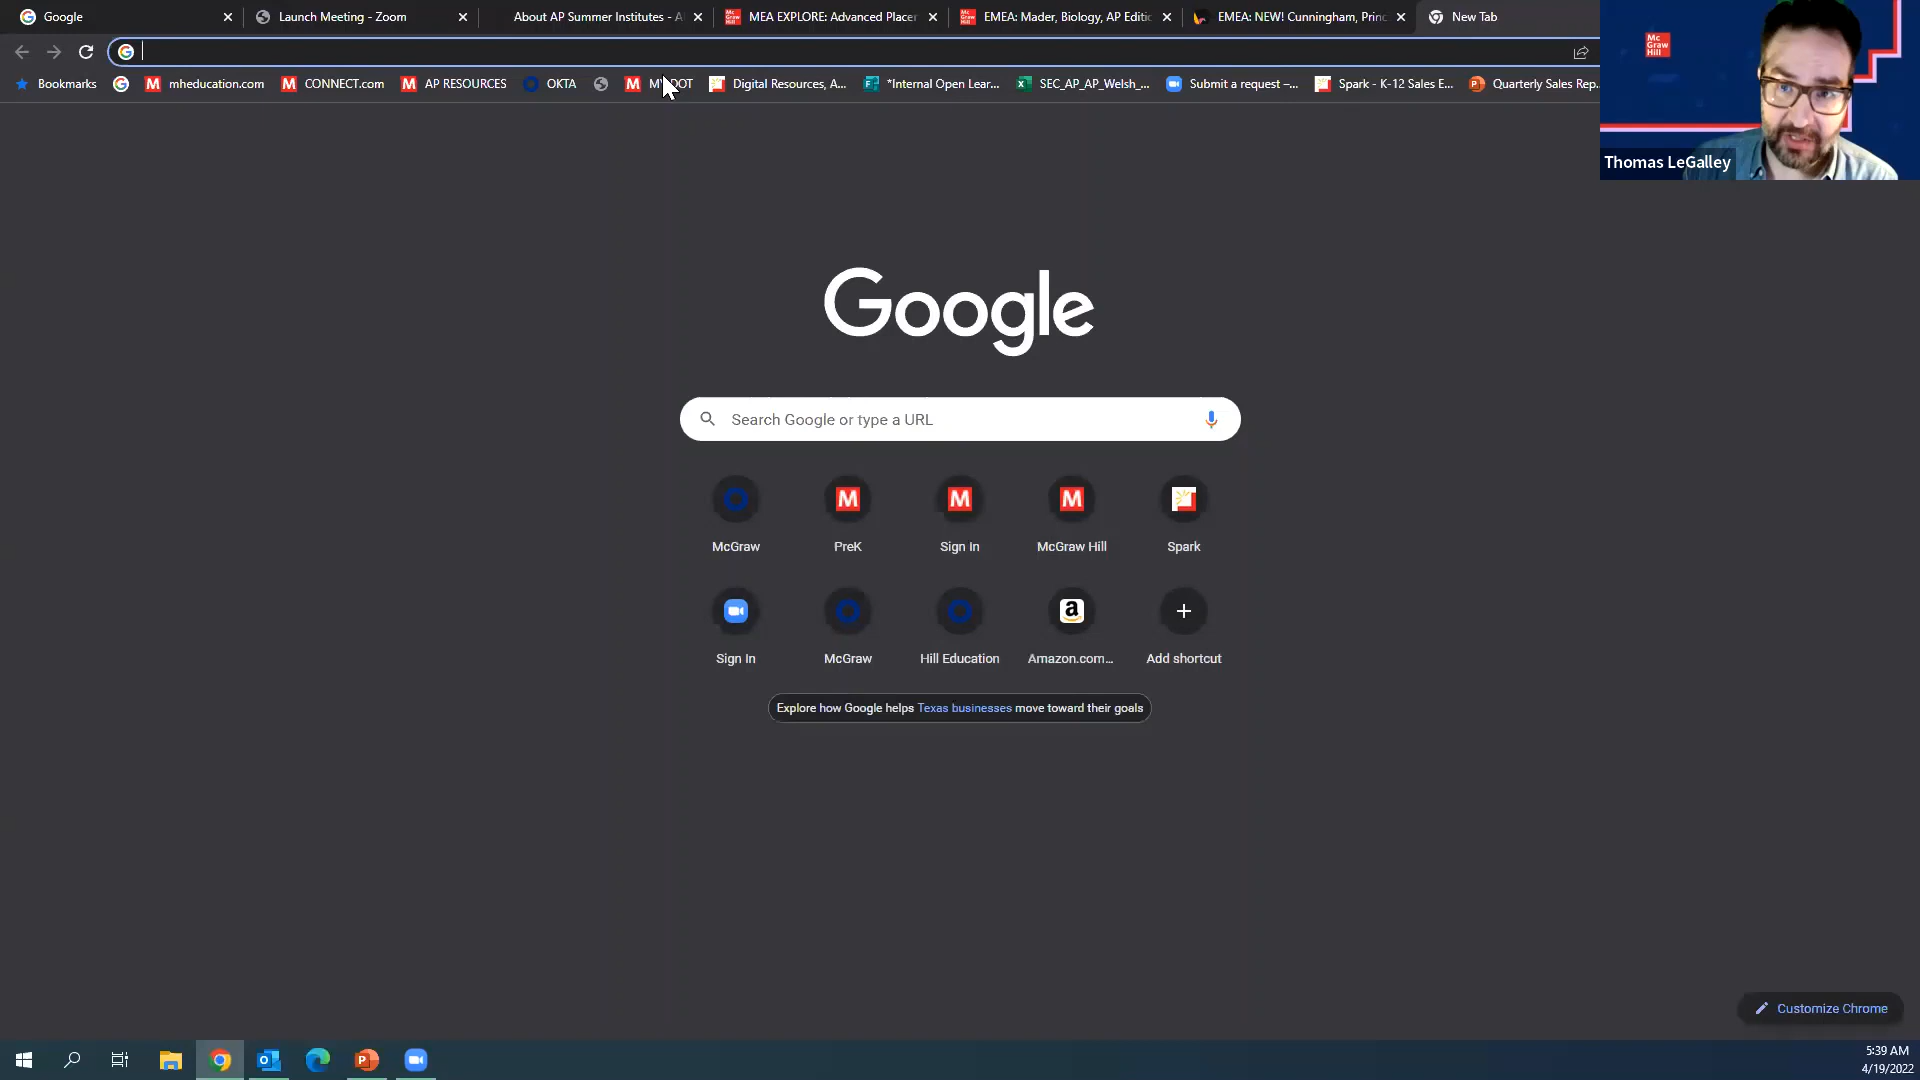 Google
Launch Meeting - Zoom
About AP Summer Institutes - A
MEA EXPLORE: Advanced Placer
EMEA: Mader, Biology, AP Editic
EMEA: NEW! Cunningham, Princ
New Tab
Bookmarks
mheducation.com
CONNECT.com
AP RESOURCES
OKTA
Digital Resources, A...
*Internal Open Lear...
SEC_AP_AP_Welsh_...
Submit a request –...
Spark - K-12 Sales E...
Quarterly Sales Rep...
Mc
Graw
Hill
Thomas LeGalley
Google
Search Google or type a URL
McGraw
PreK
Sign In
McGraw Hill
Spark
Sign In
McGraw
Hill Education
Amazon.com...
Add shortcut
Explore how Google helps Texas businesses move toward their goals
Customize Chrome
5:39 AM
4/19/2022